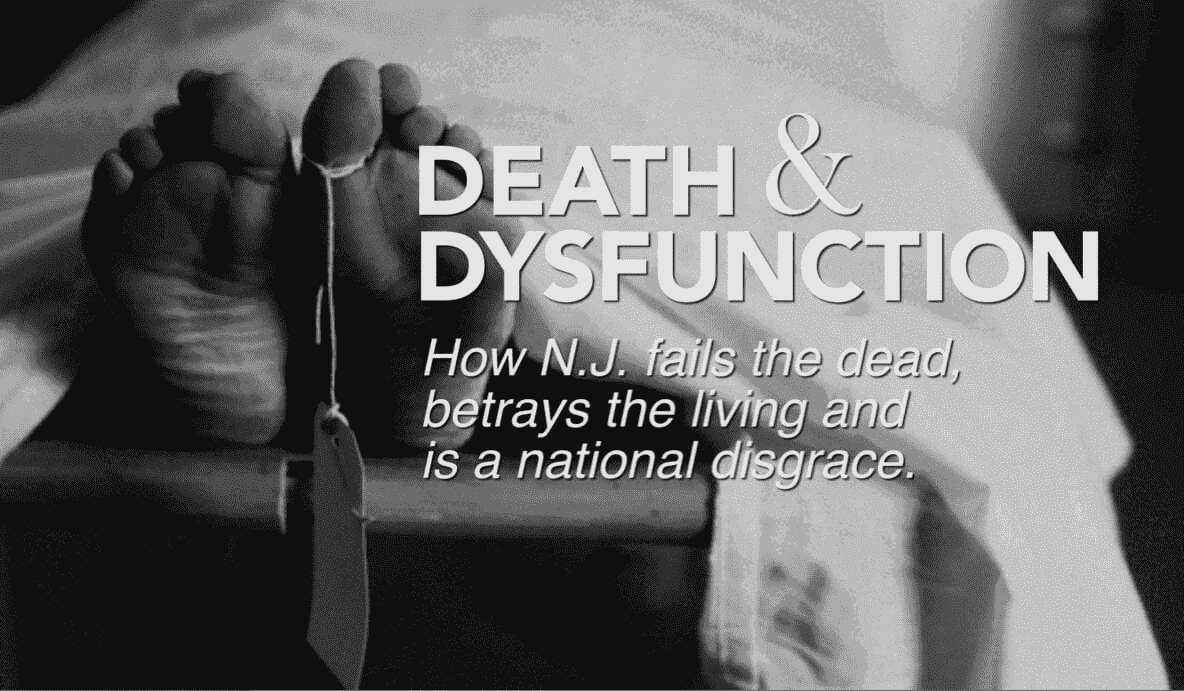 DEATH &
DYSFUNCTION
How N.J. fails the dead,
betrays the living and
is a national disgrace.